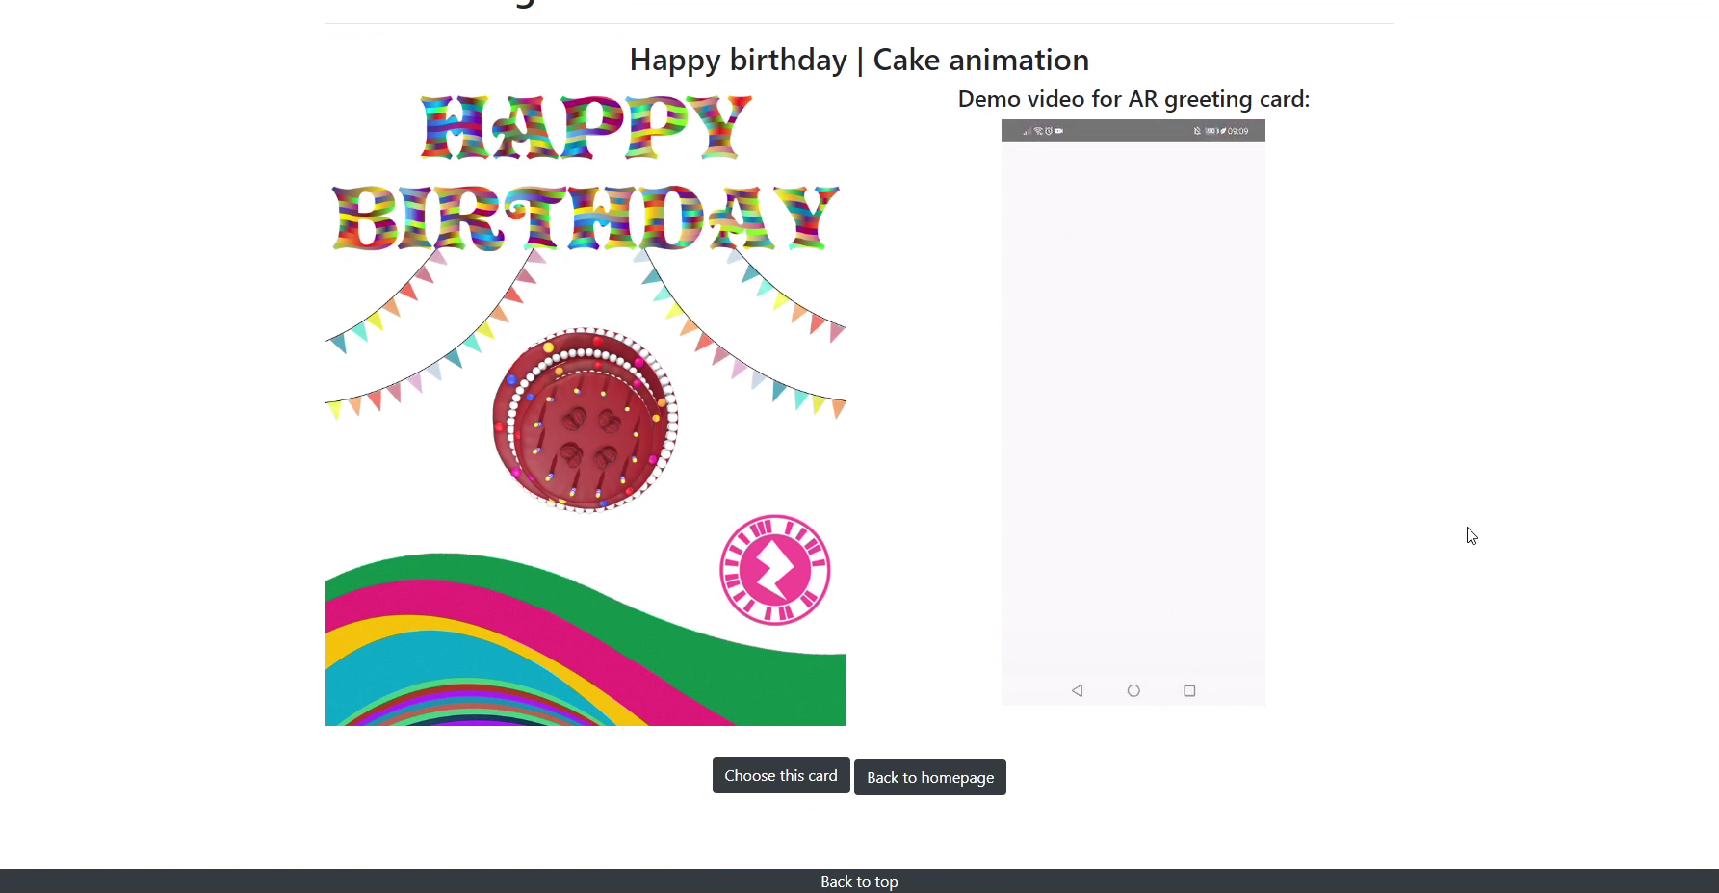 Happy birthday | Cake animation
HAPPY
BIRTHDAY
Demo video for AR greeting card:
09:09
Choose this card
Back to homepage
Back to top